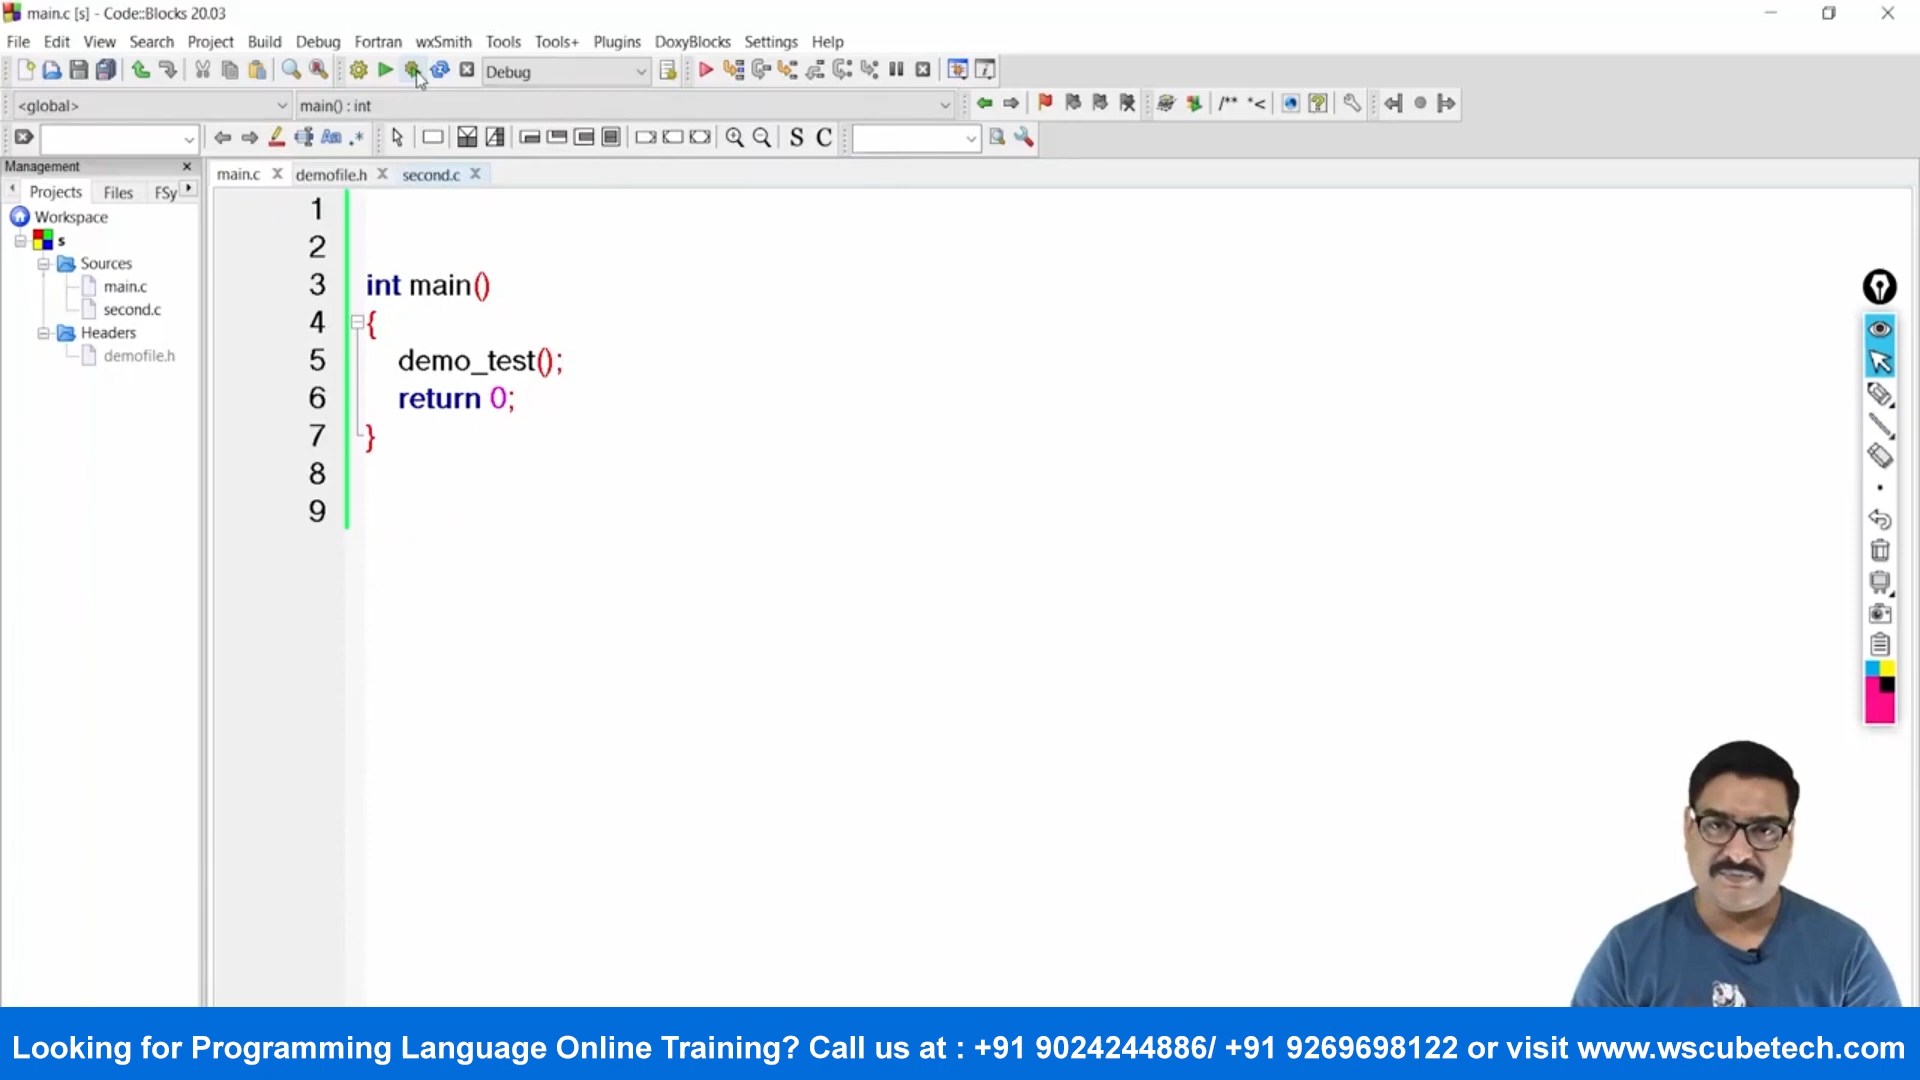 main.c [s] - Code::Blocks 20.03
File Edit View Search Project Build Debug Fortran wxSmith Tools Tools+ Plugins DoxyBlocks Settings Help
Debug
<global> main() : int
/** *<
Aa .* S C
Management
Projects Files FSy
main.c demofile.h second.c
Workspace
s
Sources
main.c
second.c
Headers
demofile.h
1
2
3 int main()
4 {
5 demo_test();
6 return 0;
7 }
8
9
Looking for Programming Language Online Training? Call us at : +91 9024244886/ +91 9269698122 or visit www.wscubetech.com